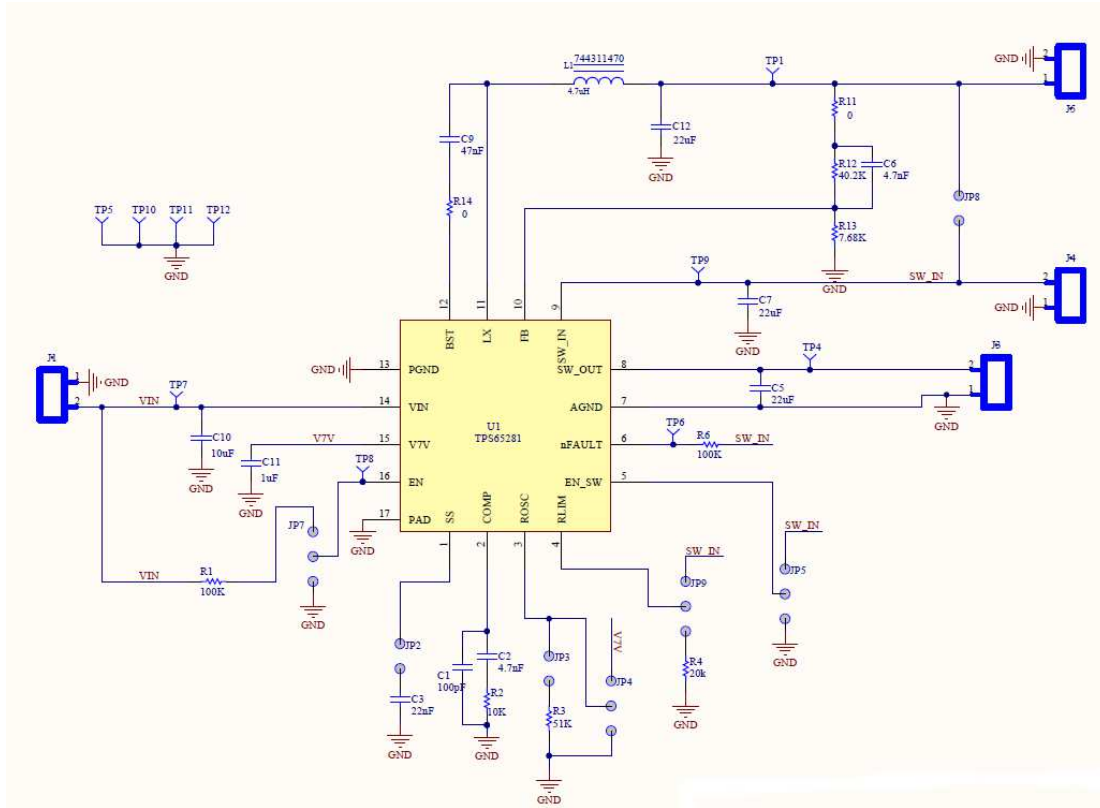 744311470
L1
4.7uH
TP1
GND
2
1
J5
C12
22uF
GND
R11
0
R12
40.2K
C6
4.7nF
R13
7.68K
GND
C9
47nF
R14
0
JP8
TP5 TP10 TP11 TP12
GND
TP9
SW_IN
C7
22uF
GND
J4
2
GND
1
12 11 10 9
BST LX FB SW_IN
GND 13 PGND
SW_OUT 8
TP4
2
J3
C5
22uF
1
GND
J1
1
GND
2
VIN
TP7
14 VIN
AGND 7
U1
TPS65281
C10
10uF
GND
V7V
15 V7V
C11
1uF
GND
TP8
16 EN
nFAULT 6
TP6
R6
100K
SW_IN
EN_SW 5
17 PAD
GND
SS COMP ROSC RLIM
1 2 3 4
JP7
GND
VIN
R1
100K
SW_IN
JP9
R4
20k
GND
SW_IN
JP5
GND
JP2
C3
22nF
GND
C1
100pF
C2
4.7nF
R2
10K
GND
JP3
R3
51K
V7V
JP4
GND